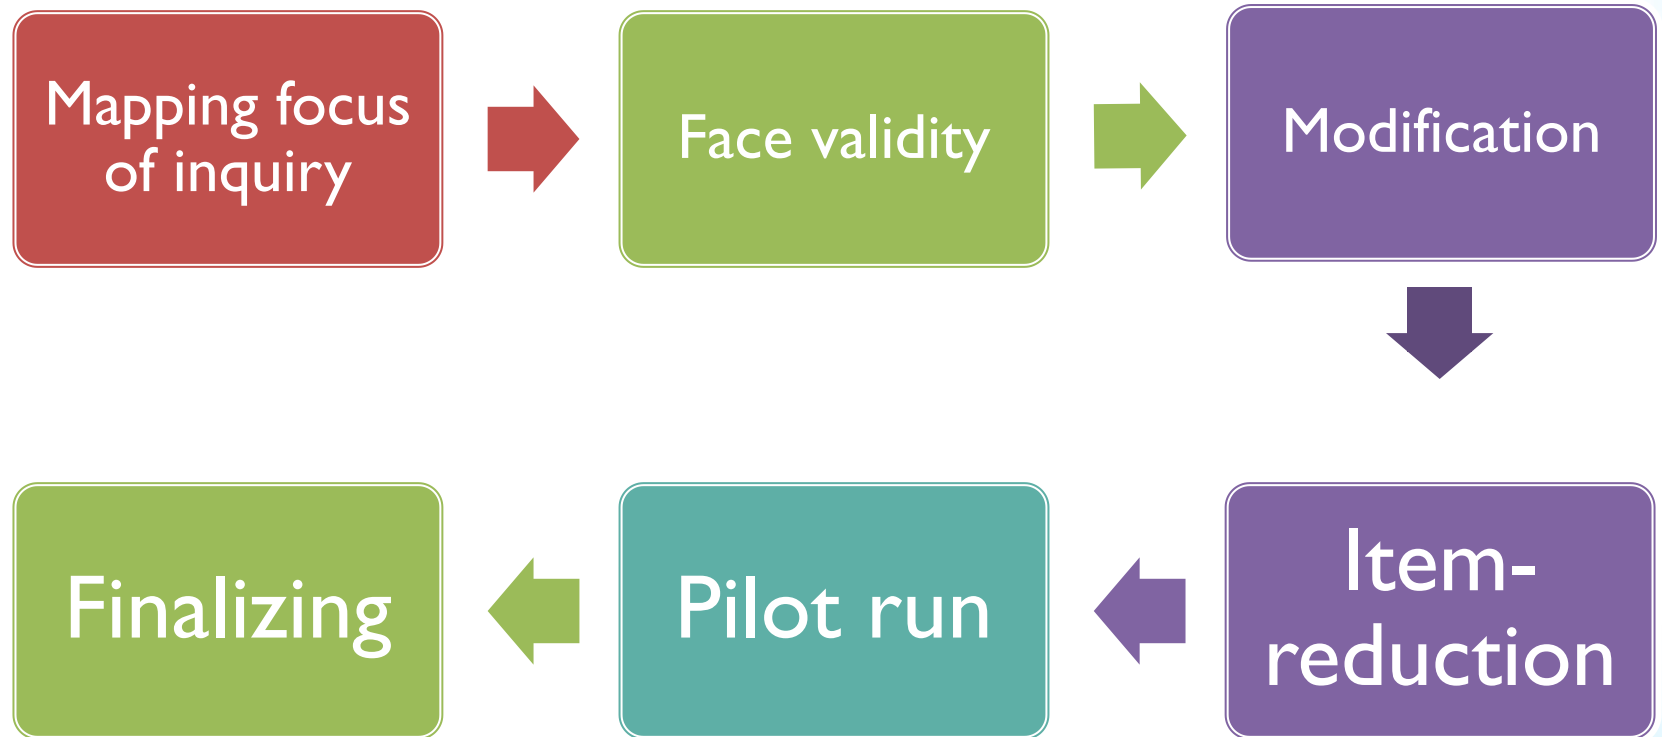 Mapping focus
of inquiry
Face validity
Modification
Item-
reduction
Pilot run
Finalizing